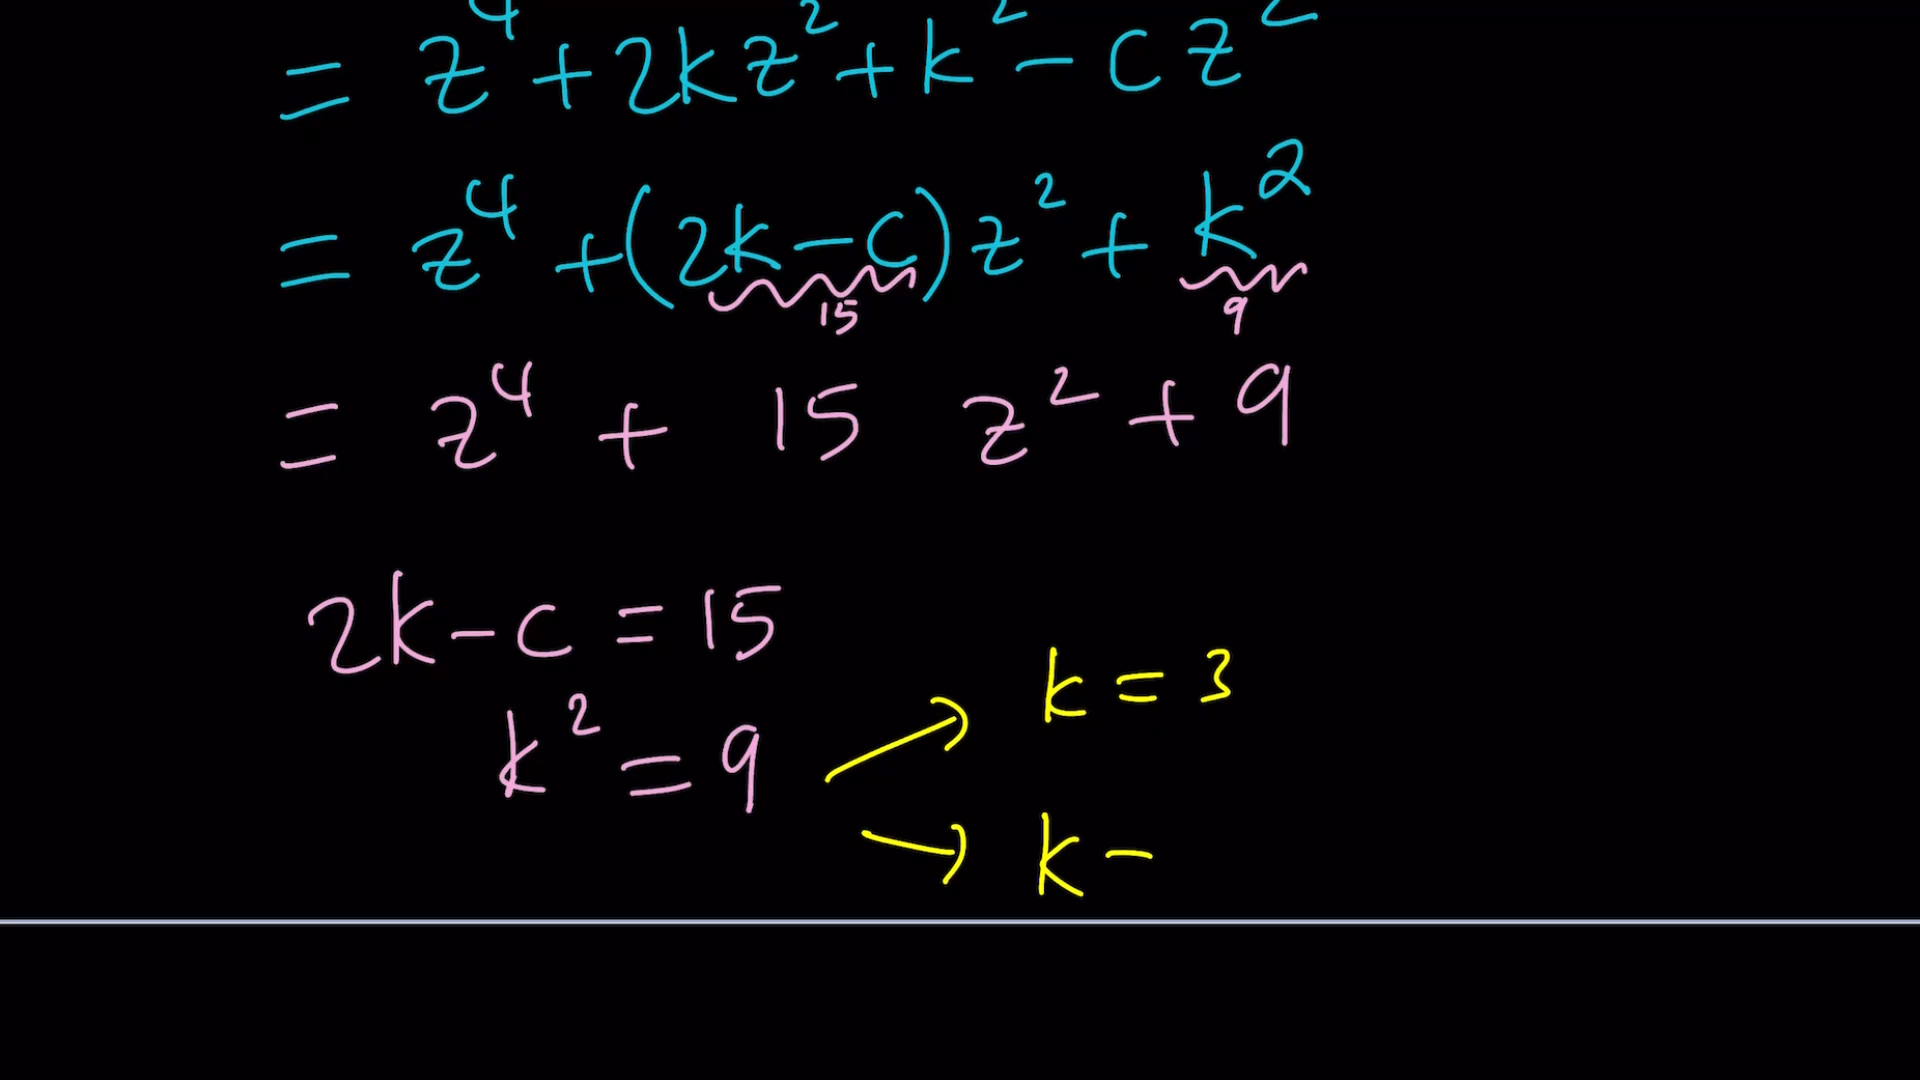 = z⁴ + 2kz² + k² - cz²
= z⁴ + (2k - c)z² + k²
15 9
= z⁴ + 15 z² + 9
2k - c = 15
k = 3
k² = 9
k -